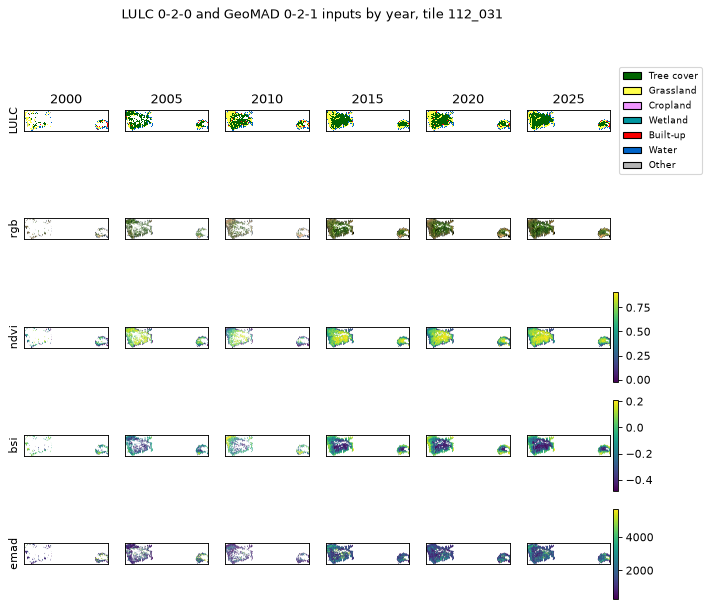 LULC 0-2-0 and GeoMAD 0-2-1 inputs by year, tile 112_031
2000 2005 2010 2015 2020 2025
LULC
Tree cover
Grassland
Cropland
Wetland
Built-up
Water
Other
rgb
ndvi
0.75
0.50
0.25
0.00
bsi
0.2
0.0
−0.2
−0.4
emad
4000
2000